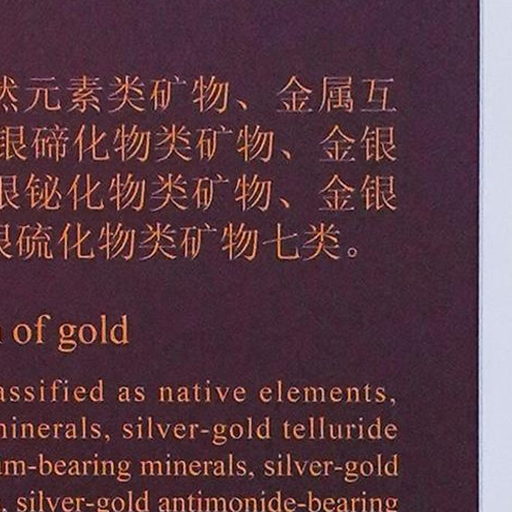 然元素类矿物、金属互
银碲化物类矿物、金银
银铋化物类矿物、金银
银硫化物类矿物七类。
of gold
assified as native elements,
minerals, silver-gold telluride
am-bearing minerals, silver-gold
, silver-gold antimonide-bearing